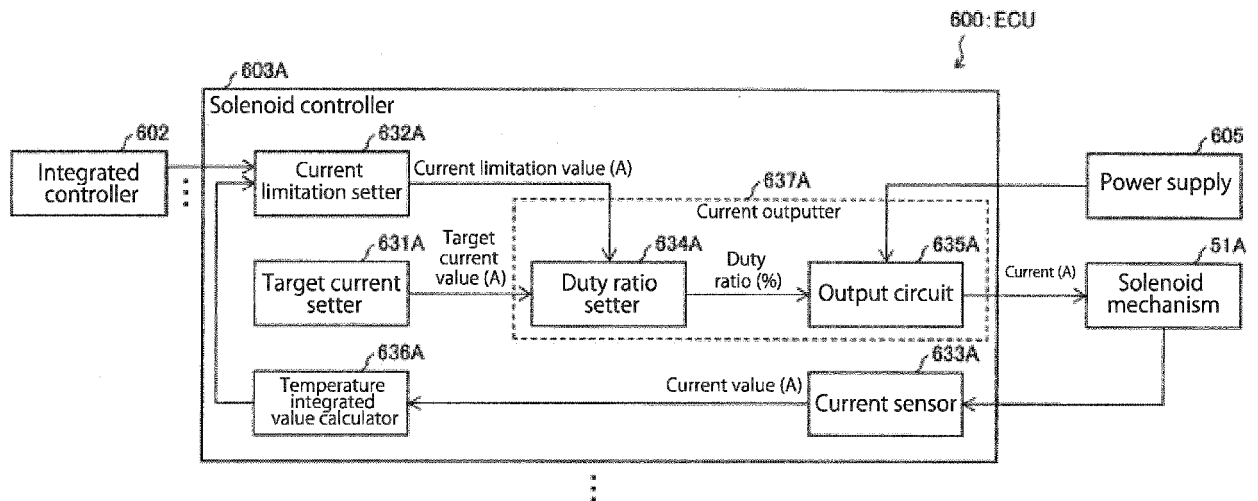 600:ECU
603A
Solenoid controller
602
Integrated
controller
632A
Current
limitation setter
Current limitation value (A)
637A
Current outputter
605
Power supply
631A
Target current
setter
Target
current
value (A)
634A
Duty ratio
setter
Duty
ratio (%)
635A
Output circuit
Current (A)
51A
Solenoid
mechanism
636A
Temperature
integrated
value calculator
Current value (A)
633A
Current sensor